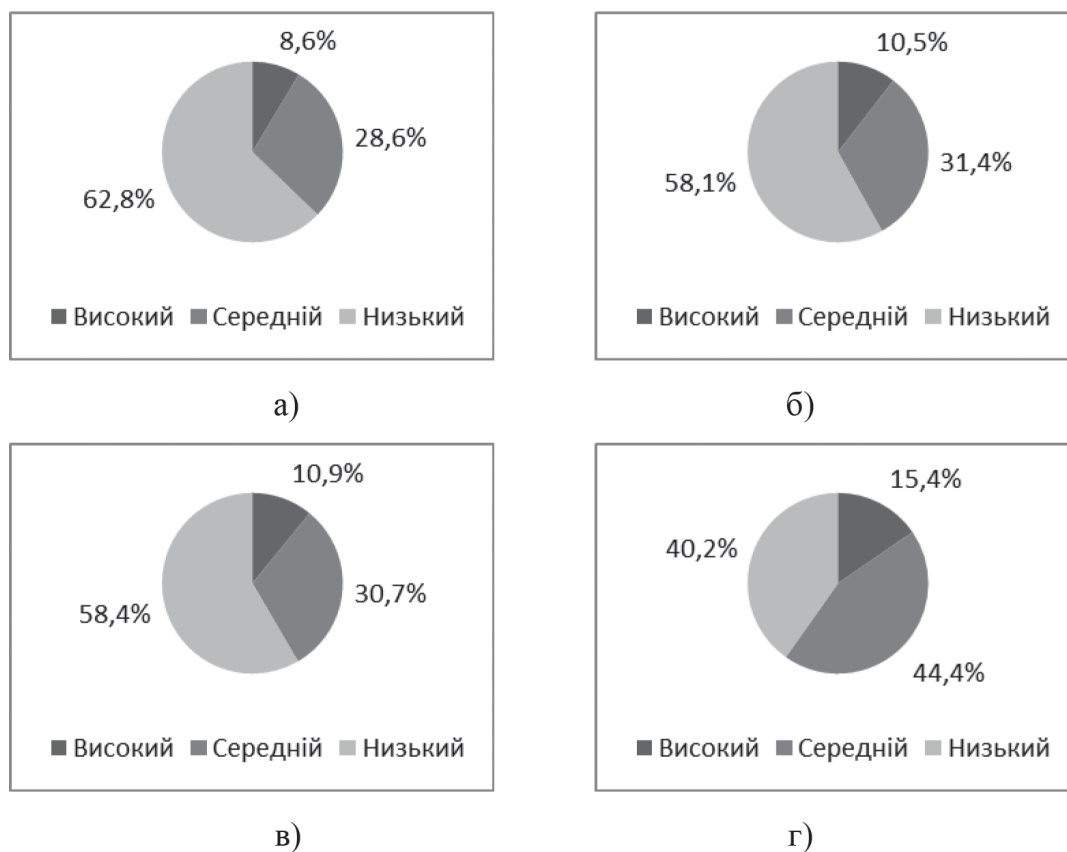 8,6%
28,6%
62,8%
■ Високий ■ Середній ■ Низький
а)
10,5%
31,4%
58,1%
■ Високий ■ Середній ■ Низький
б)
10,9%
30,7%
58,4%
■ Високий ■ Середній ■ Низький
в)
15,4%
40,2%
44,4%
■ Високий ■ Середній ■ Низький
г)